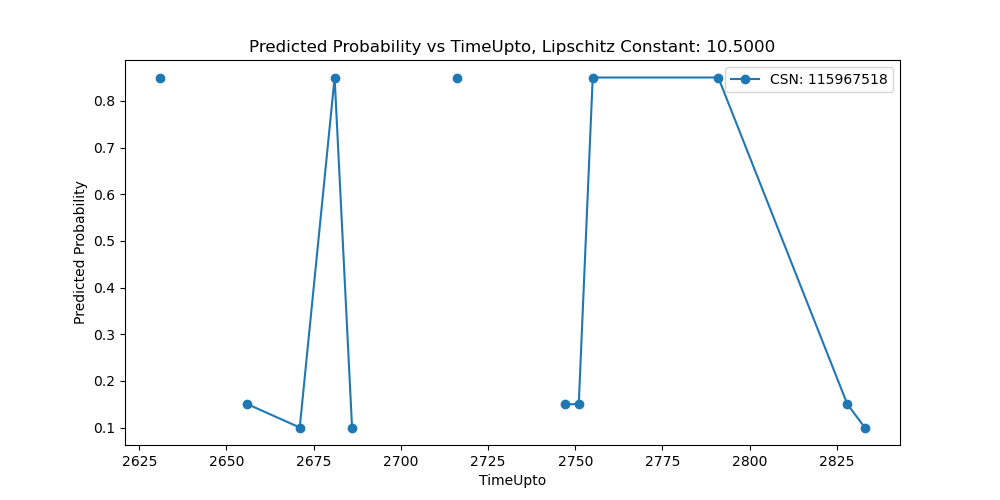 Predicted Probability vs TimeUpto, Lipschitz Constant: 10.5000
CSN: 115967518
Predicted Probability
0.8
0.7
0.6
0.5
0.4
0.3
0.2
0.1
2625 2650 2675 2700 2725 2750 2775 2800 2825
TimeUpto